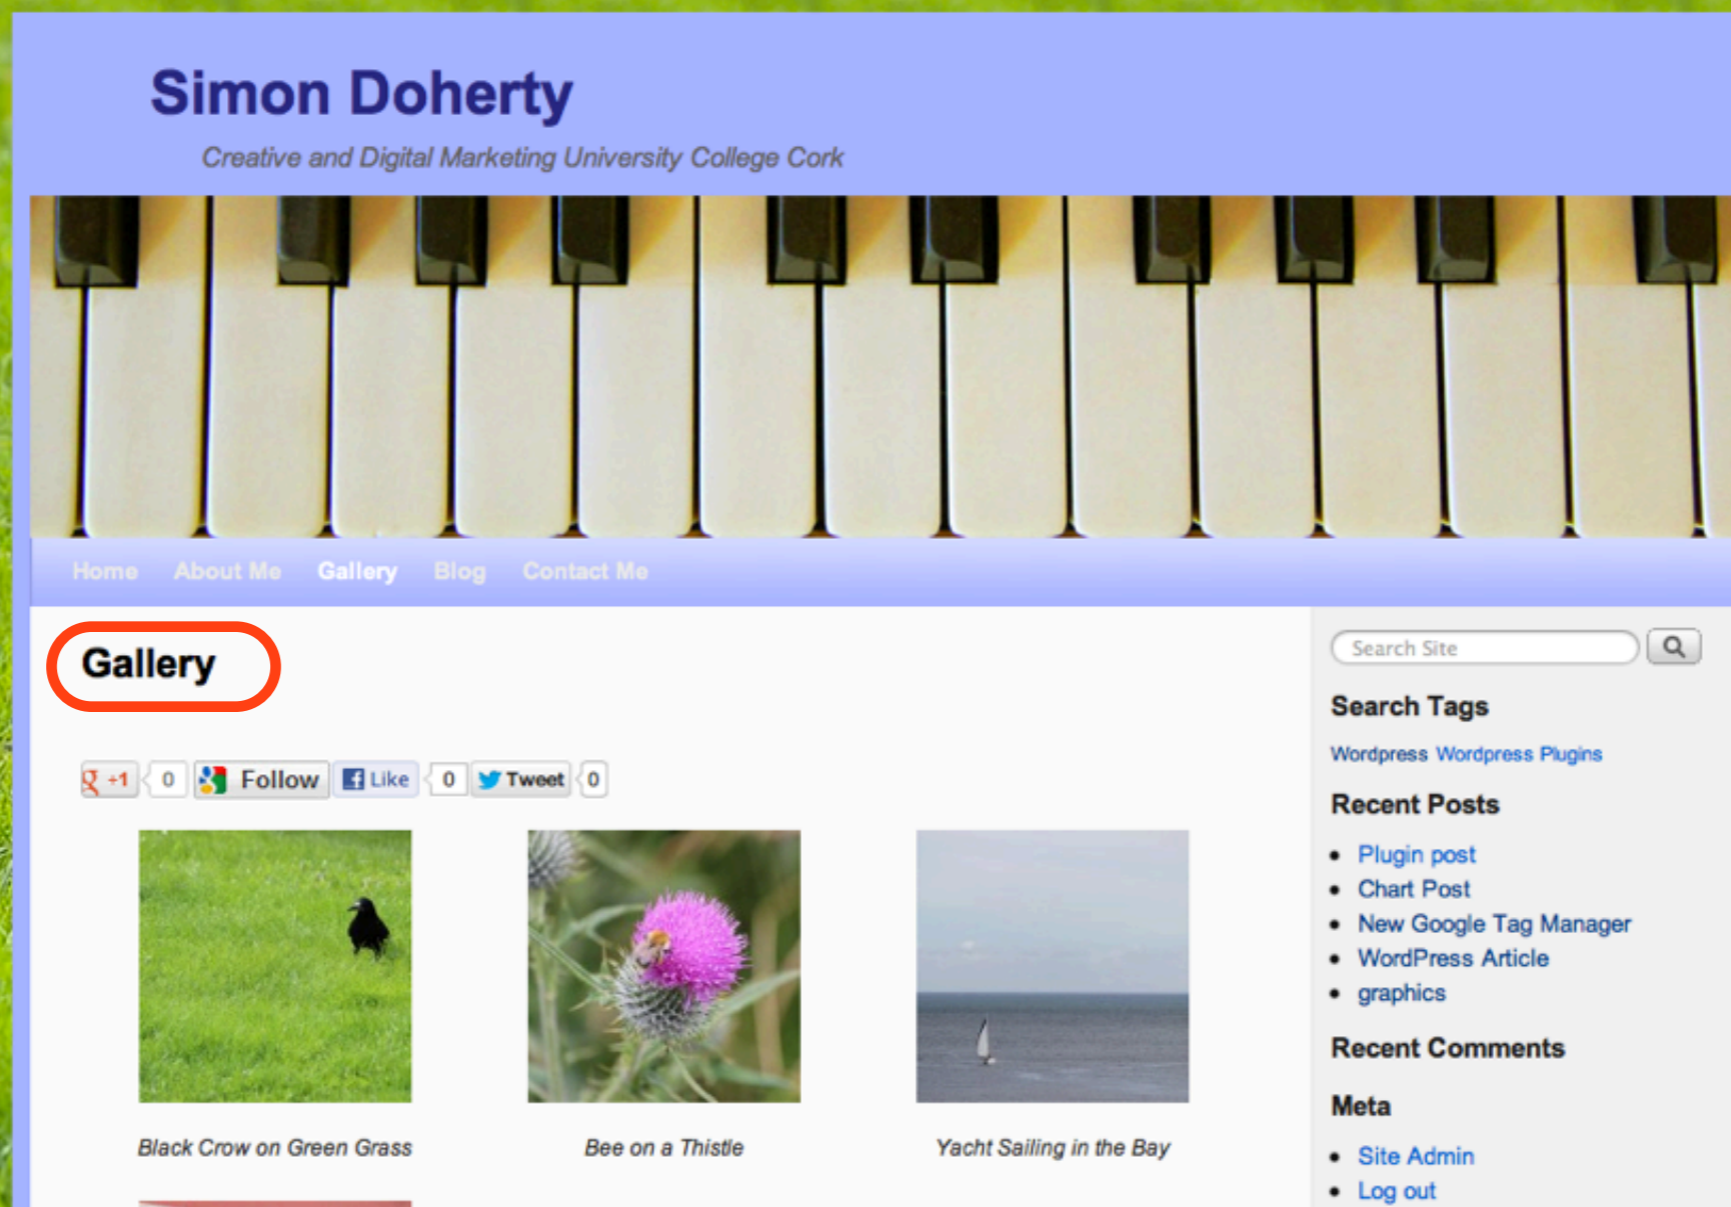 Simon Doherty
Creative and Digital Marketing University College Cork
Home About Me Gallery Blog Contact Me
Gallery
g +1 0 Follow f Like 0 Tweet 0
Black Crow on Green Grass
Bee on a Thistle
Yacht Sailing in the Bay
Search Site
Search Tags
Wordpress Wordpress Plugins
Recent Posts
Plugin post
Chart Post
New Google Tag Manager
WordPress Article
graphics
Recent Comments
Meta
Site Admin
Log out